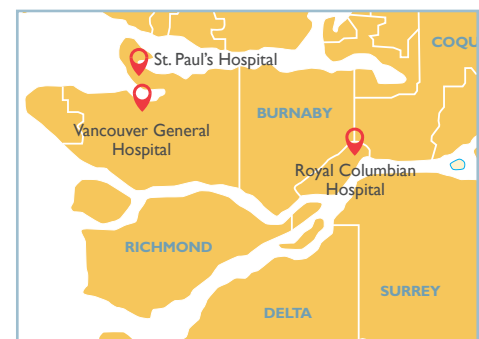 COQU
St. Paul's Hospital
BURNABY
Vancouver General
Hospital
Royal Columbian
Hospital
RICHMOND
SURREY
DELTA